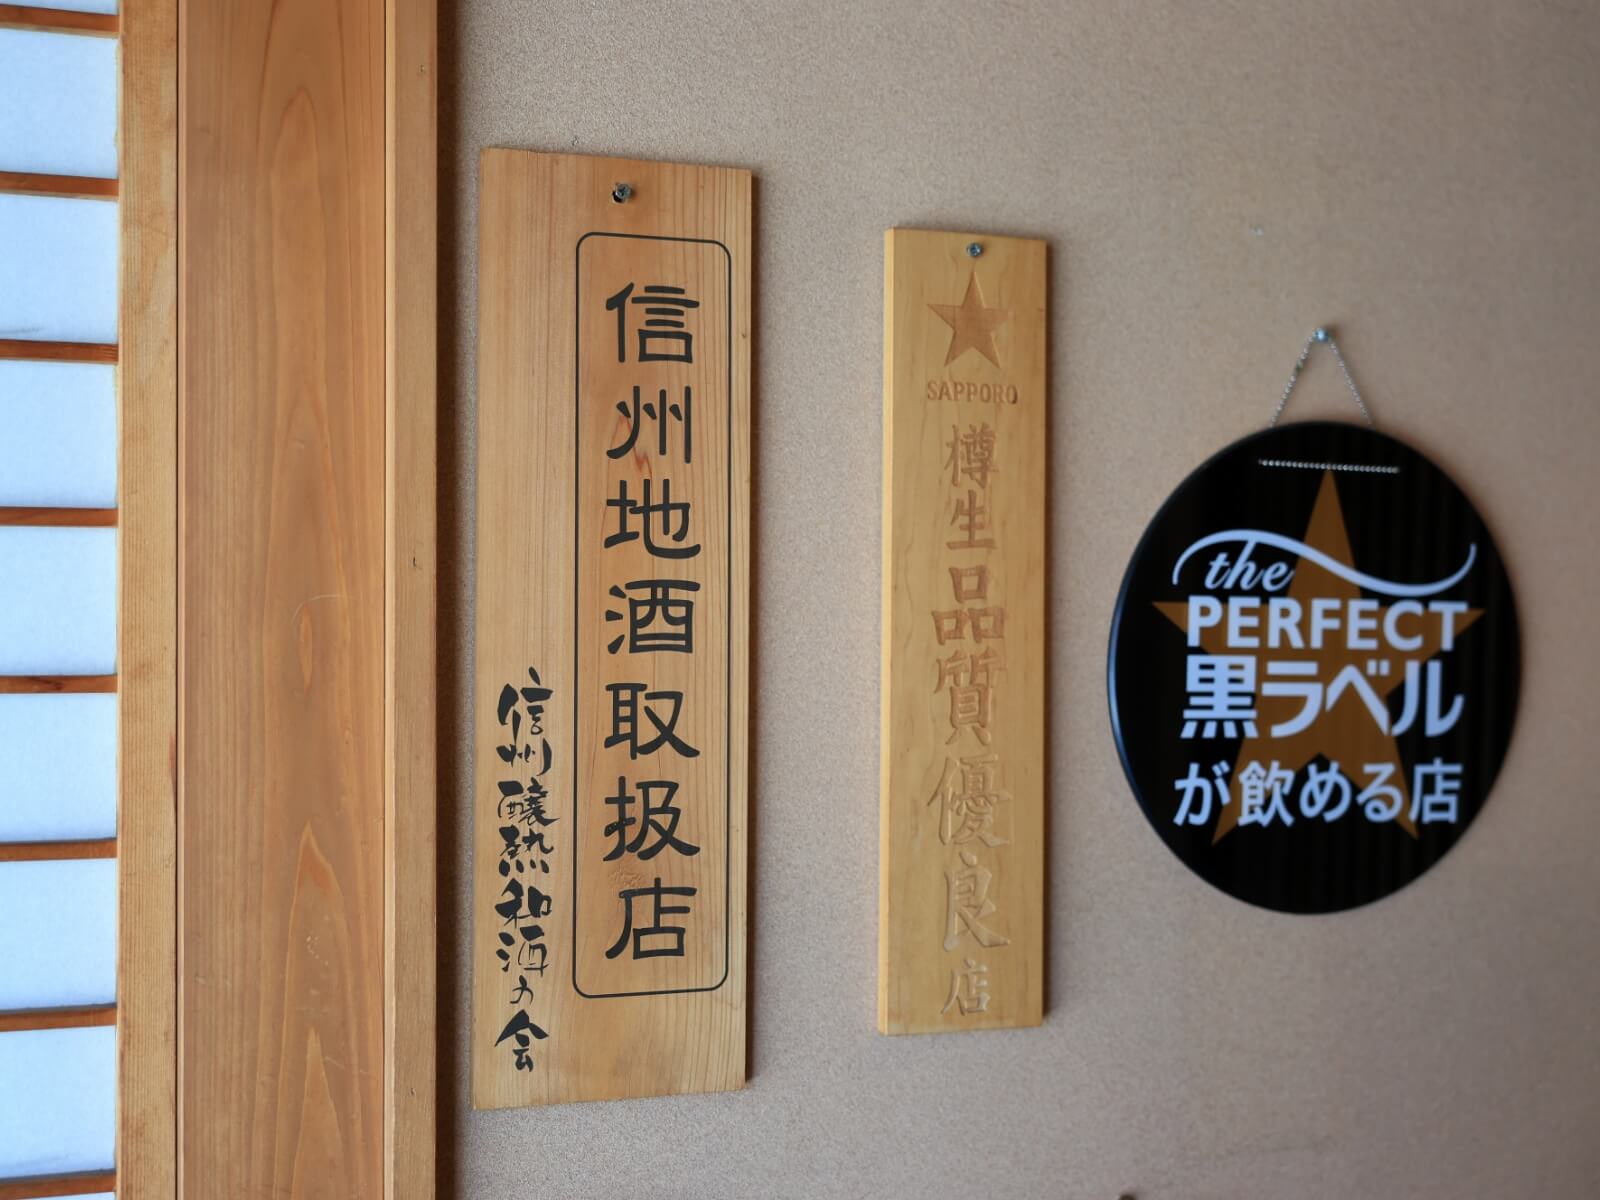 信州地酒取扱店
信州醸熱和酒の会
SAPPORO
樽生品質優良店
the
PERFECT
黒ラベル
が飲める店